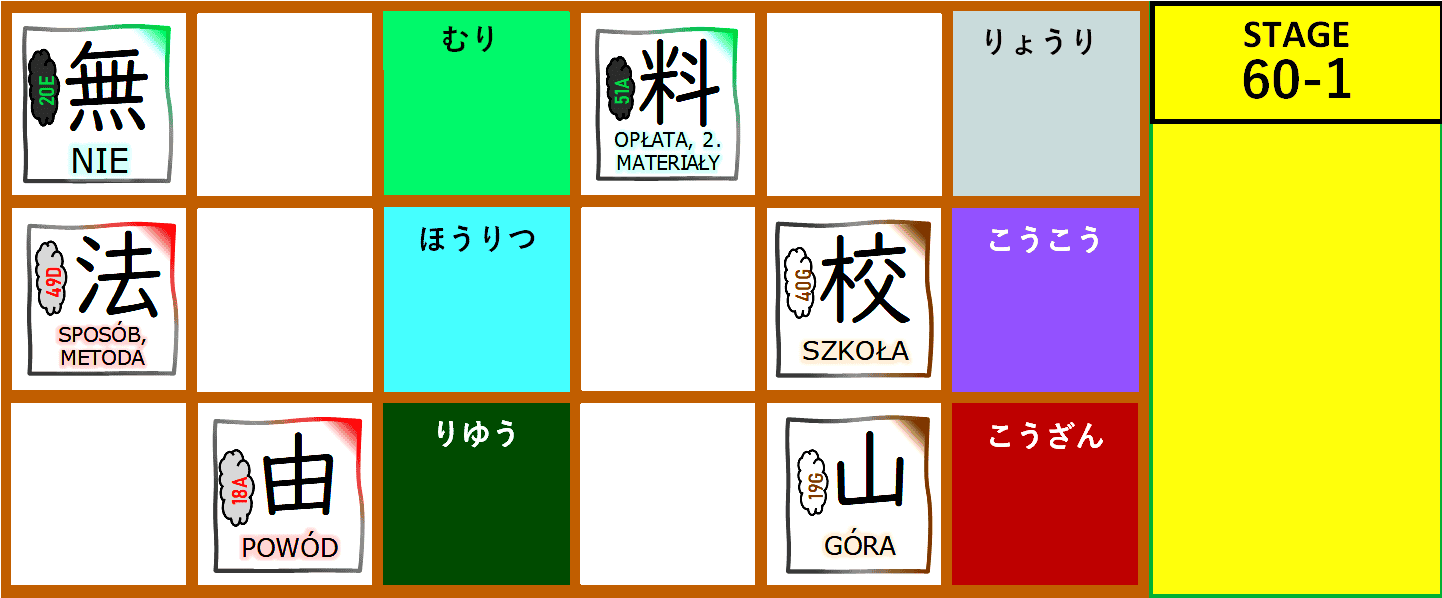 20E
無
NIE
むり
51A
料
OPŁATA, 2.
MATERIAŁY
りょうり
STAGE
60-1
49D
法
SPOSÓB,
METODA
ほうりつ
40G
校
SZKOŁA
こうこう
18A
由
POWÓD
りゆう
19G
山
GÓRA
こうざん